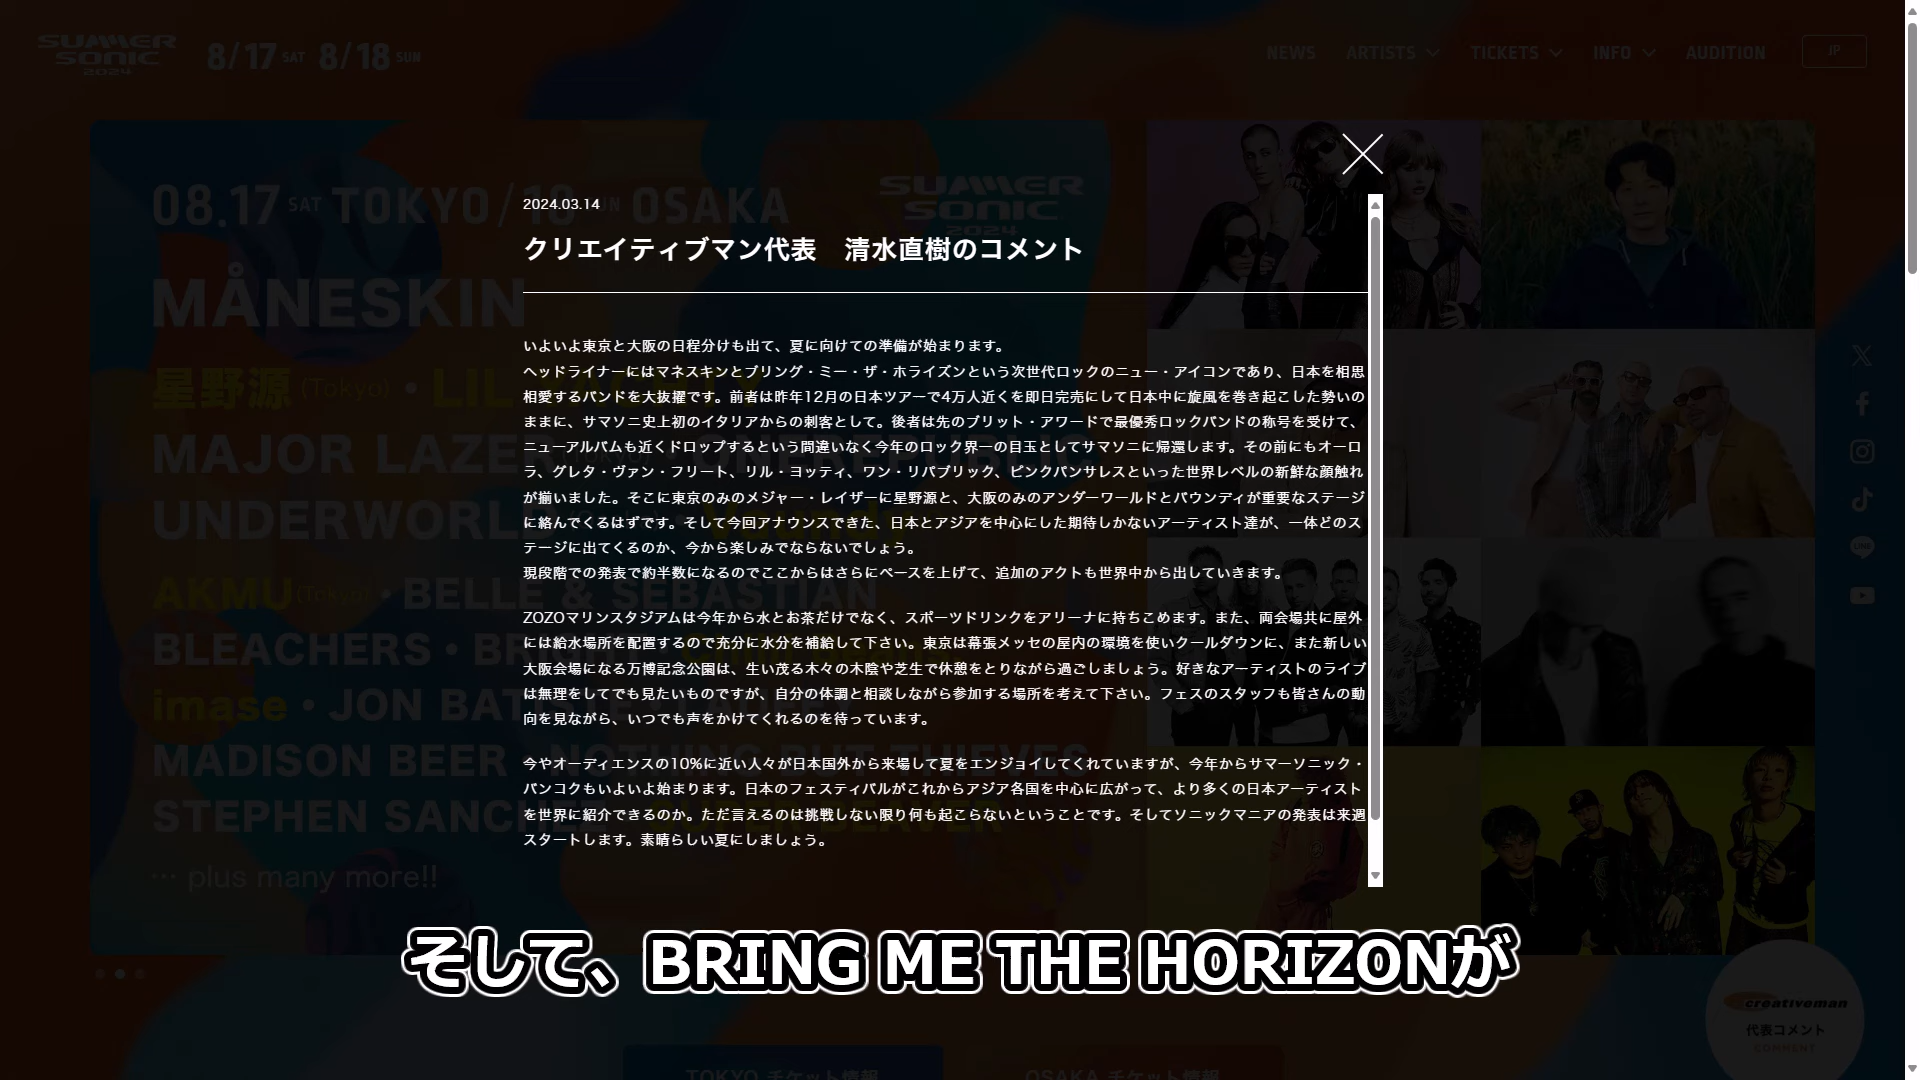 SUMMER SONIC 2024
8/17 SAT 8/18 SUN
NEWS ARTISTS TICKETS INFO AUDITION JP
08.17 SAT TOKYO/18 OSAKA
SUMMER SONIC 2024
2024.03.14
クリエイティブマン代表　清水直樹のコメント
いよいよ東京と大阪の日程分けも出て、夏に向けての準備が始まります。
ヘッドライナーにはマネスキンとブリング・ミー・ザ・ホライズンという次世代ロックのニュー・アイコンであり、日本を相思
相愛するバンドを大抜擢です。前者は昨年12月の日本ツアーで4万人近くを即日完売にして日本中に旋風を巻き起こした勢いの
ままに、サマソニ史上初のイタリアからの刺客として。後者は先のブリット・アワードで最優秀ロックバンドの称号を受けて、
ニューアルバムも近くドロップするという間違いなく今年のロック界一の目玉としてサマソニに帰還します。その前にもオーロ
ラ、グレタ・ヴァン・フリート、リル・ヨッティ、ワン・リパブリック、ピンクパンサレスといった世界レベルの新鮮な顔触れ
が揃いました。そこに東京のみのメジャー・レイザーに星野源と、大阪のみのアンダーワールドとバウンディが重要なステージ
に絡んでくるはずです。そして今回アナウンスできた、日本とアジアを中心にした期待しかないアーティスト達が、一体どのス
テージに出てくるのか、今から楽しみでならないでしょう。
現段階での発表で約半数になるのでここからはさらにペースを上げて、追加のアクトも世界中から出していきます。
ZOZOマリンスタジアムは今年から水とお茶だけでなく、スポーツドリンクをアリーナに持ちこめます。また、両会場共に屋外
には給水場所を配置するので充分に水分を補給して下さい。東京は幕張メッセの屋内の環境を使いクールダウンに、また新しい
大阪会場になる万博記念公園は、生い茂る木々の木陰や芝生で休憩をとりながら過ごしましょう。好きなアーティストのライブ
は無理をしてでも見たいものですが、自分の体調と相談しながら参加する場所を考えて下さい。フェスのスタッフも皆さんの動
向を見ながら、いつでも声をかけてくれるのを待っています。
今やオーディエンスの10%に近い人々が日本国外から来場して夏をエンジョイしてくれていますが、今年からサマーソニック・
バンコクもいよいよ始まります。日本のフェスティバルがこれからアジア各国を中心に広がって、より多くの日本アーティスト
を世界に紹介できるのか。ただ言えるのは挑戦しない限り何も起こらないということです。そしてソニックマニアの発表は来週
スタートします。素晴らしい夏にしましょう。
MÅNESKIN
星野源 (Tokyo) • LIL
MAJOR LAZE
UNDERWORLD
AKMU (Tokyo) • BELLE & SEBASTIAN
BLEACHERS • BR
imase • JON BATISTE
MADISON BEER • NOTHING BUT THIEVES
STEPHEN SANCHEZ
… plus many more!!
そして、BRING ME THE HORIZONが
creativeman
代表コメント
COMMENT
TOKYO チケット情報
OSAKA チケット情報